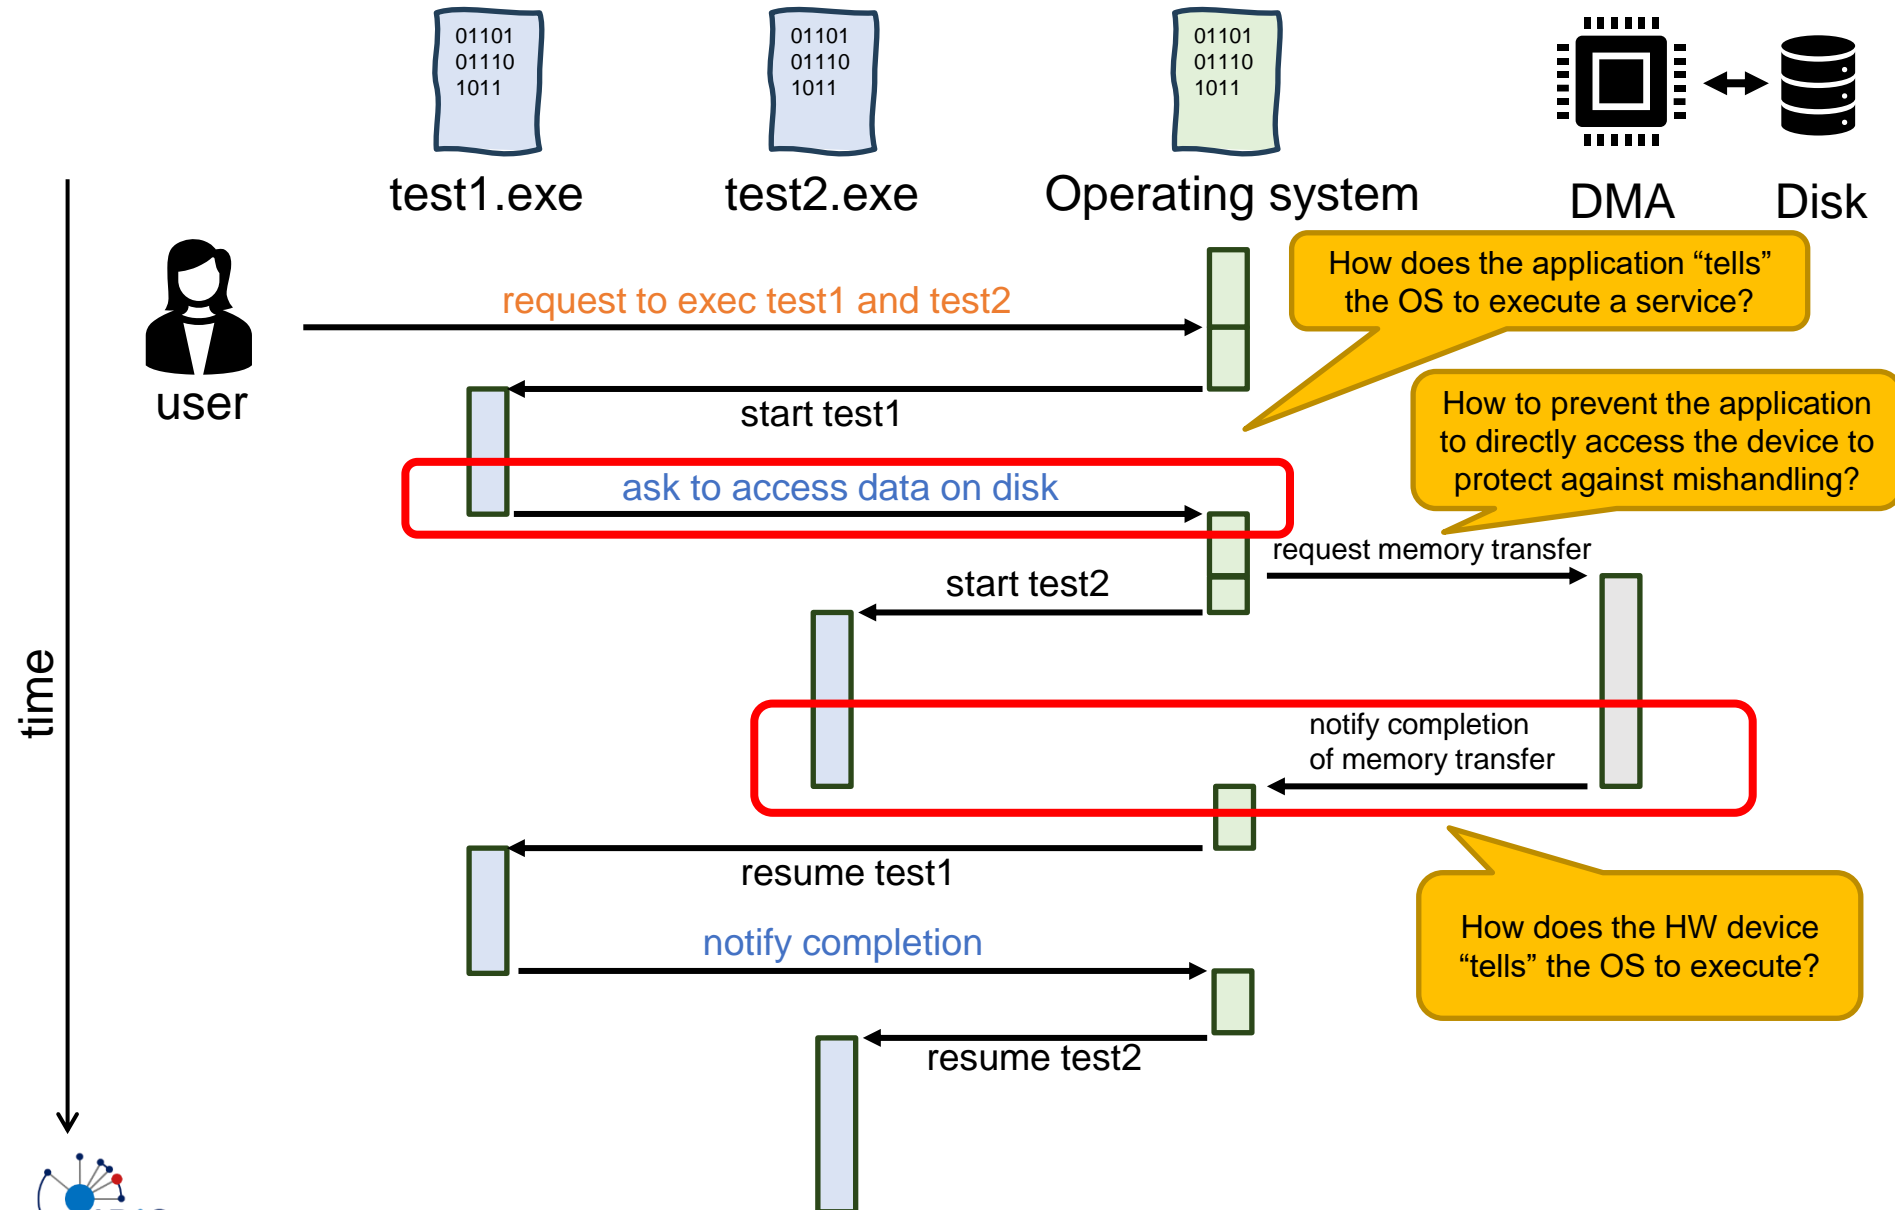 01101
01110
1011
01101
01110
1011
01101
01110
1011
test1.exe
test2.exe
Operating system
DMA
Disk
user
time
request to exec test1 and test2
How does the application “tells”
the OS to execute a service?
start test1
How to prevent the application
to directly access the device to
protect against mishandling?
ask to access data on disk
request memory transfer
start test2
notify completion
of memory transfer
resume test1
How does the HW device
“tells” the OS to execute?
notify completion
resume test2